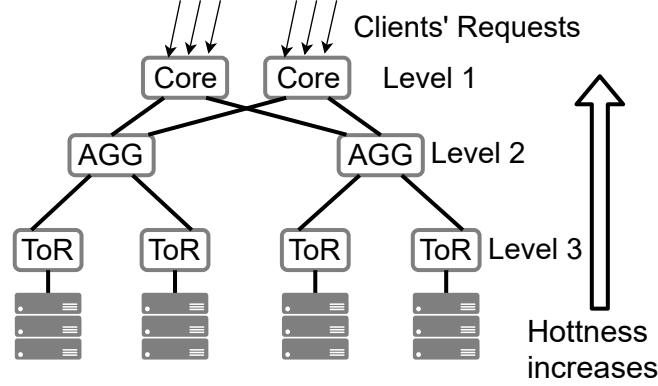 Clients' Requests
Core Core Level 1
AGG AGG Level 2
ToR ToR ToR ToR Level 3
Hottness
increases